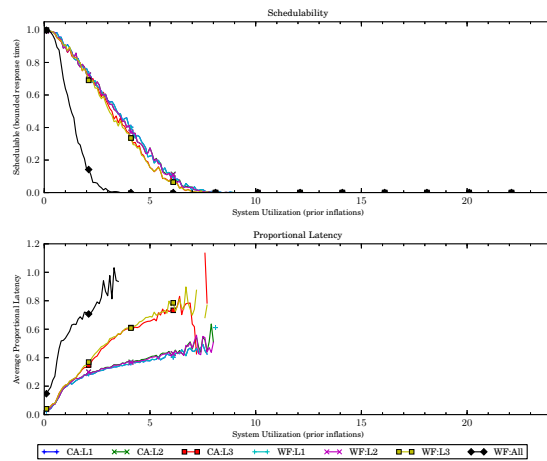 Schedulability
Schedulable (bounded response time)
1.0
0.8
0.6
0.4
0.2
0.0
0 5 10 15 20
System Utilization (prior inflations)
Proportional Latency
Average Proportional Latency
1.2
1.0
0.8
0.6
0.4
0.2
0.0
0 5 10 15 20
System Utilization (prior inflations)
CA:L1 CA:L2 CA:L3 WF:L1 WF:L2 WF:L3 WF:All